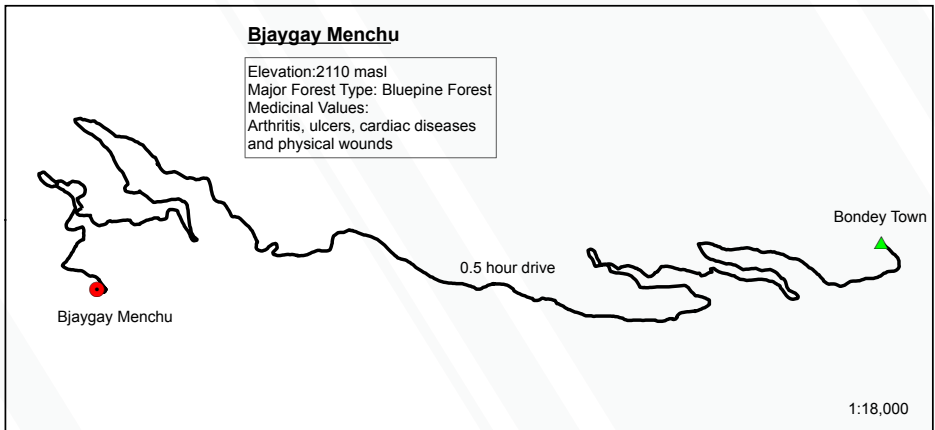 Bjaygay Menchu
Elevation:2110 masl
Major Forest Type: Bluepine Forest
Medicinal Values:
Arthritis, ulcers, cardiac diseases
and physical wounds
Bondey Town
0.5 hour drive
Bjaygay Menchu
1:18,000